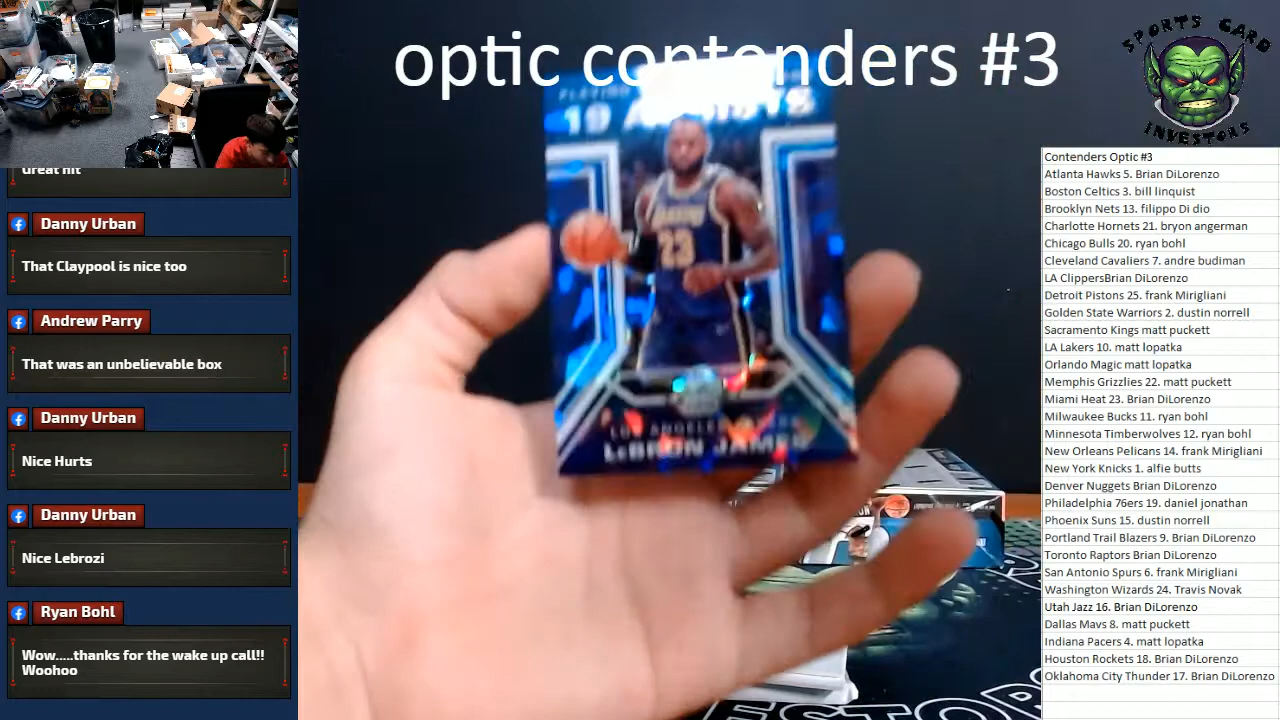 optic contenders #3
SPORTS CARD
INVESTORS
Great hit
Danny Urban
That Claypool is nice too
Andrew Parry
That was an unbelievable box
Danny Urban
Nice Hurts
Danny Urban
Nice Lebrozi
Ryan Bohl
Wow.....thanks for the wake up call!!
Woohoo
19
23
LOS ANGELES
LeBRON JAMES
Contenders Optic #3
Atlanta Hawks 5. Brian DiLorenzo
Boston Celtics 3. bill linquist
Brooklyn Nets 13. filippo Di dio
Charlotte Hornets 21. bryon angerman
Chicago Bulls 20. ryan bohl
Cleveland Cavaliers 7. andre budiman
LA ClippersBrian DiLorenzo
Detroit Pistons 25. frank Mirigliani
Golden State Warriors 2. dustin norrell
Sacramento Kings matt puckett
LA Lakers 10. matt lopatka
Orlando Magic matt lopatka
Memphis Grizzlies 22. matt puckett
Miami Heat 23. Brian DiLorenzo
Milwaukee Bucks 11. ryan bohl
Minnesota Timberwolves 12. ryan bohl
New Orleans Pelicans 14. frank Mirigliani
New York Knicks 1. alfie butts
Denver Nuggets Brian DiLorenzo
Philadelphia 76ers 19. daniel jonathan
Phoenix Suns 15. dustin norrell
Portland Trail Blazers 9. Brian DiLorenzo
Toronto Raptors Brian DiLorenzo
San Antonio Spurs 6. frank Mirigliani
Washington Wizards 24. Travis Novak
Utah Jazz 16. Brian DiLorenzo
Dallas Mavs 8. matt puckett
Indiana Pacers 4. matt lopatka
Houston Rockets 18. Brian DiLorenzo
Oklahoma City Thunder 17. Brian DiLorenzo